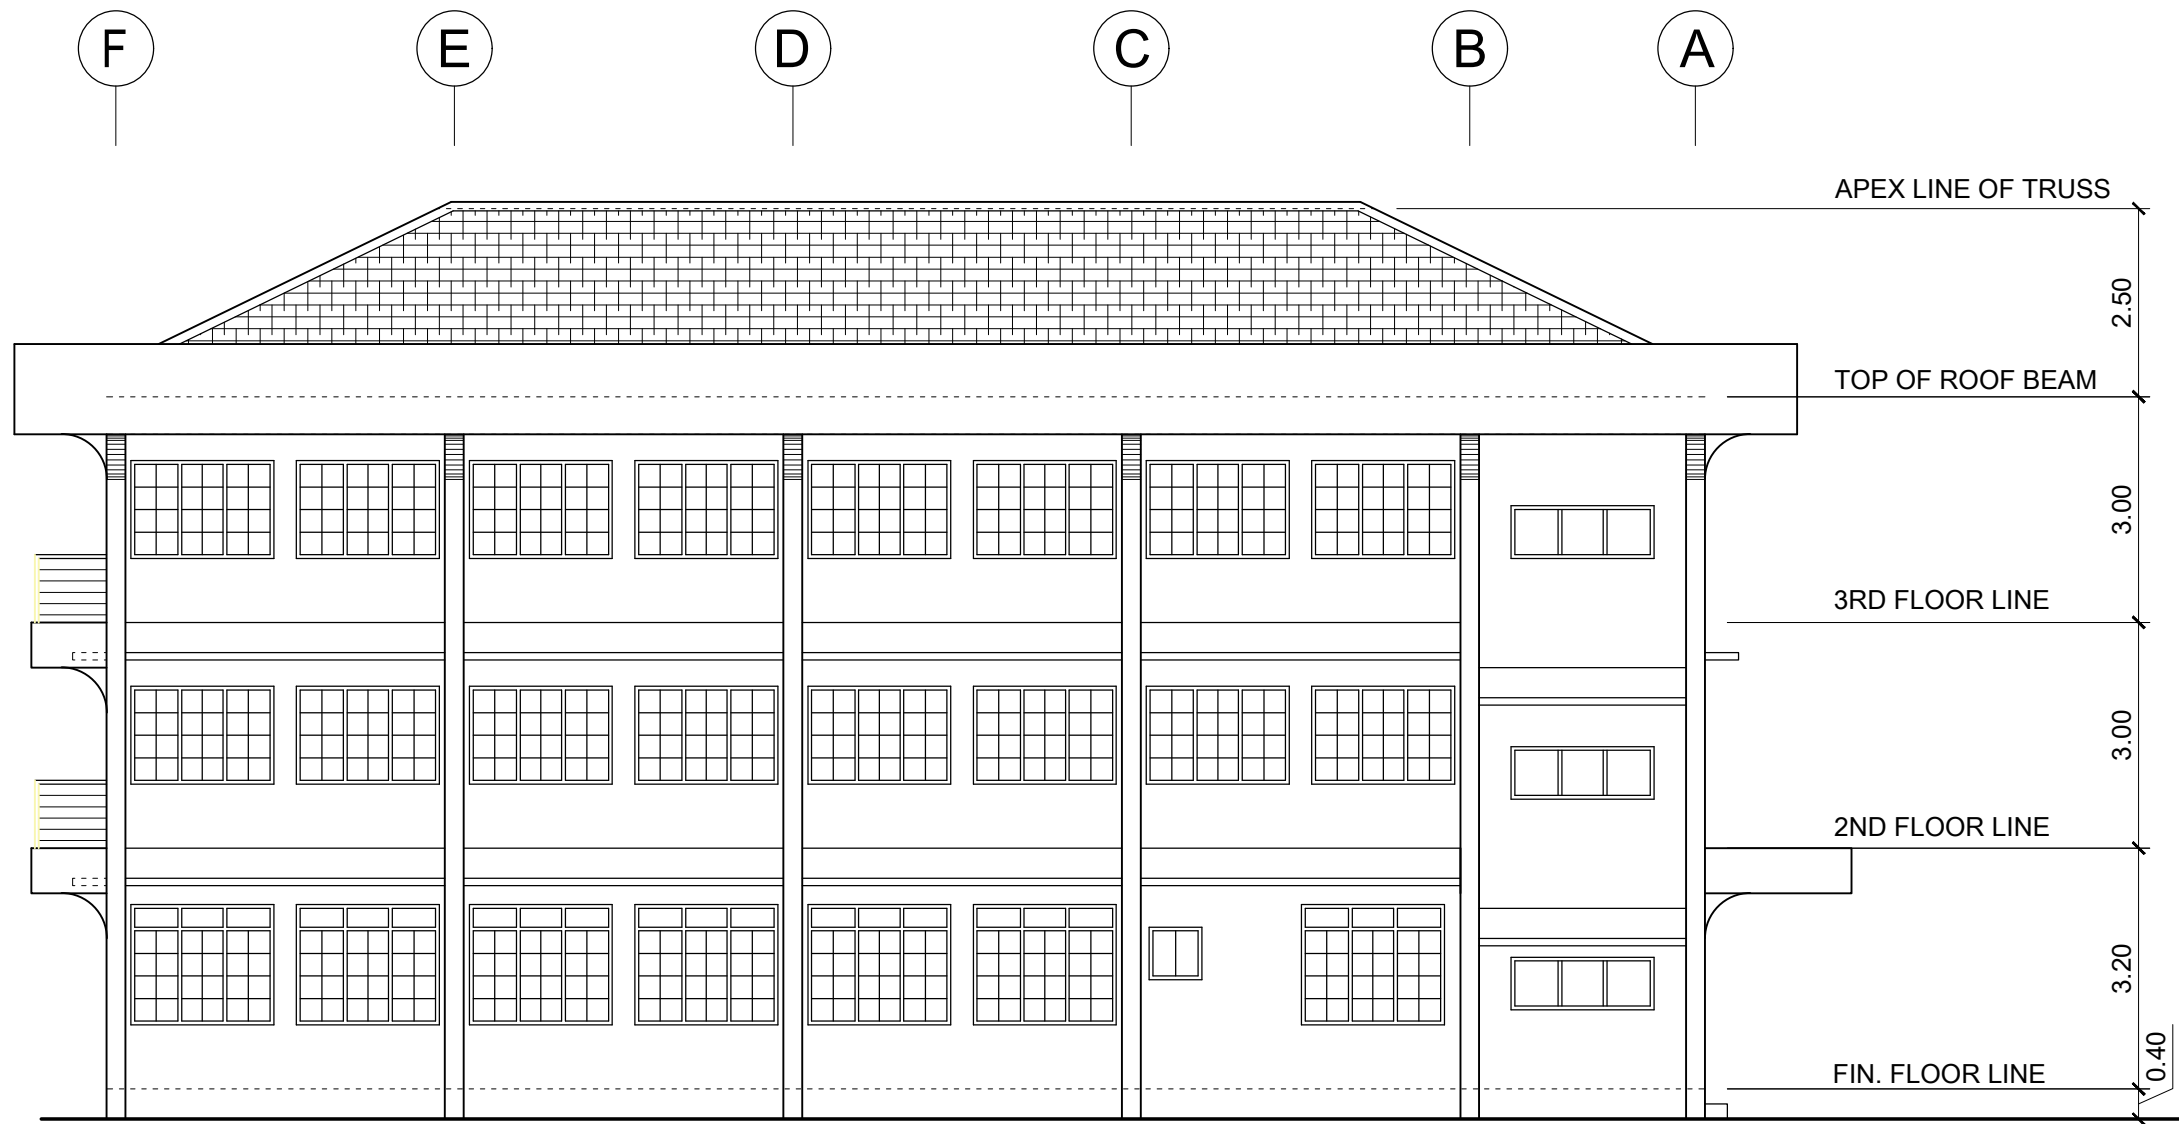 F
E
D
C
B
A
APEX LINE OF TRUSS
2.50
TOP OF ROOF BEAM
3.00
3RD FLOOR LINE
3.00
2ND FLOOR LINE
3.20
FIN. FLOOR LINE
0.40